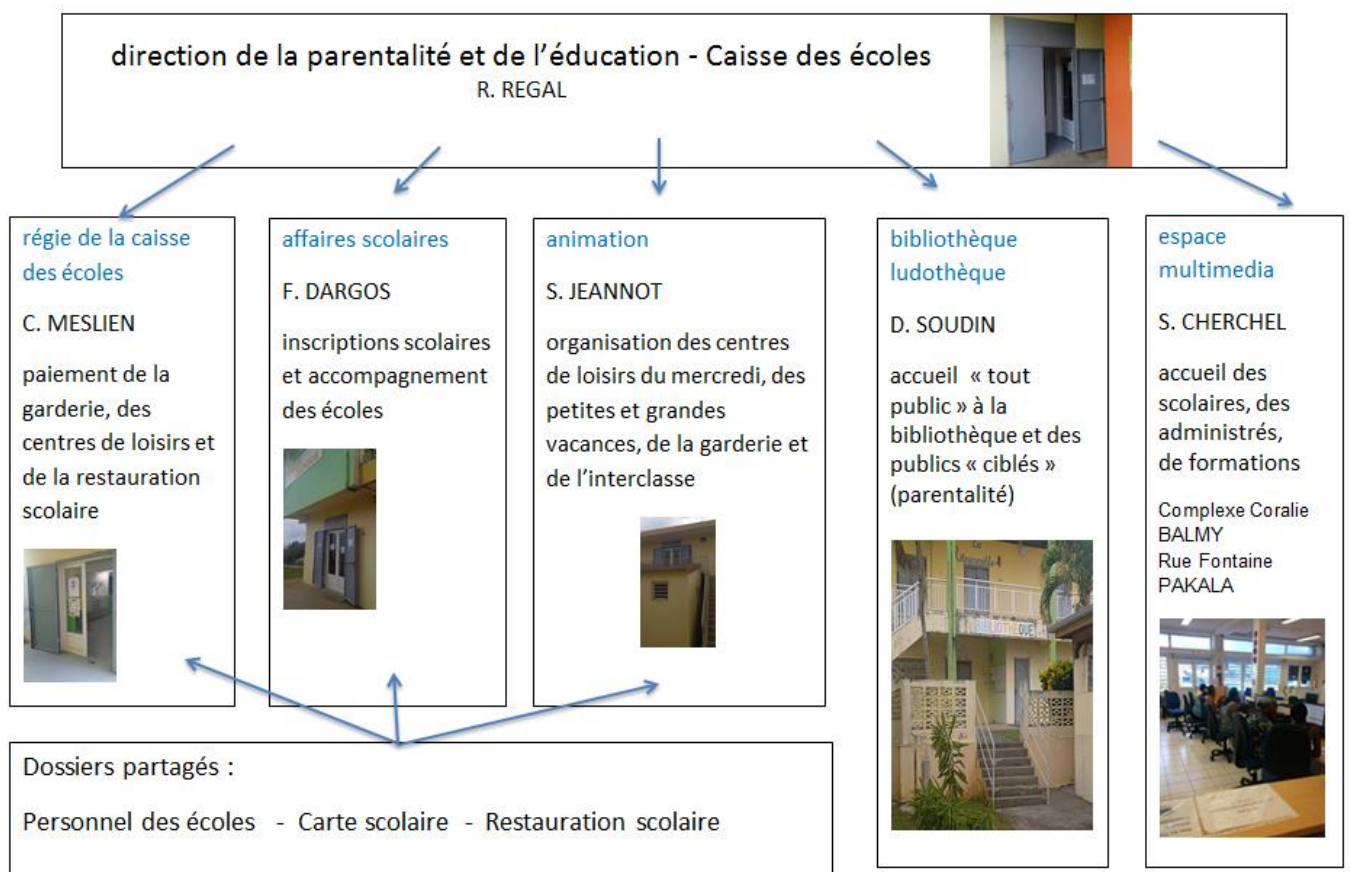 direction de la parentalité et de l'éducation - Caisse des écoles
R. REGAL
régie de la caisse
des écoles
C. MESLIEN
paiement de la
garderie, des
centres de loisirs et
de la restauration
scolaire
affaires scolaires
F. DARGOS
inscriptions scolaires
et accompagnement
des écoles
animation
S. JEANNOT
organisation des centres
de loisirs du mercredi, des
petites et grandes
vacances, de la garderie et
de l'interclasse
bibliothèque
ludothèque
D. SOUDIN
accueil « tout
public » à la
bibliothèque et des
publics « ciblés »
(parentalité)
BIBLIOTHEQUE
espace
multimedia
S. CHERCHEL
accueil des
scolaires, des
administrés,
de formations
Complexe Coralie
BALMY
Rue Fontaine
PAKALA
Dossiers partagés :
Personnel des écoles - Carte scolaire - Restauration scolaire